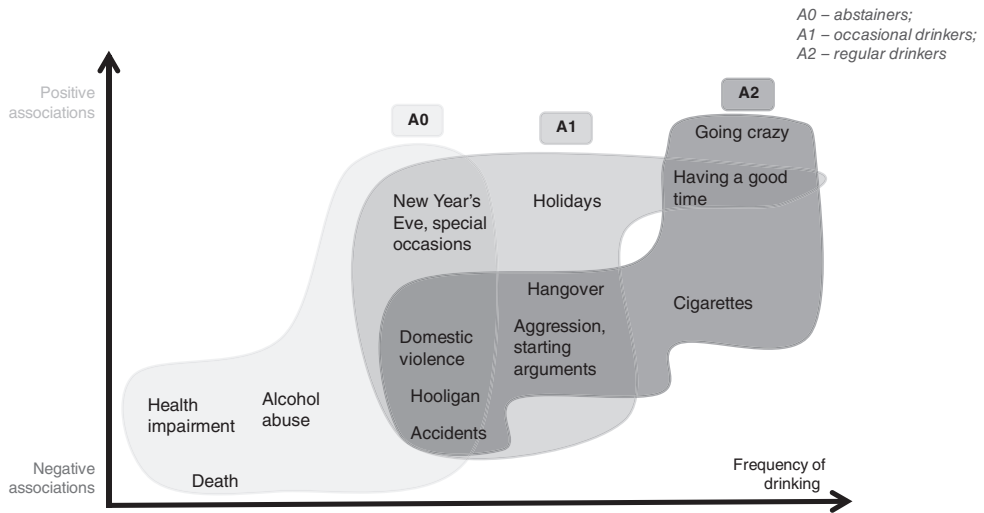 A0 – abstainers;
A1 – occasional drinkers;
A2 – regular drinkers
Positive
associations
A0
A1
A2
Going crazy
Having a good
time
New Year’s
Eve, special
occasions
Holidays
Hangover
Cigarettes
Aggression,
starting
arguments
Domestic
violence
Hooligan
Accidents
Health
impairment
Alcohol
abuse
Death
Negative
associations
Frequency of
drinking